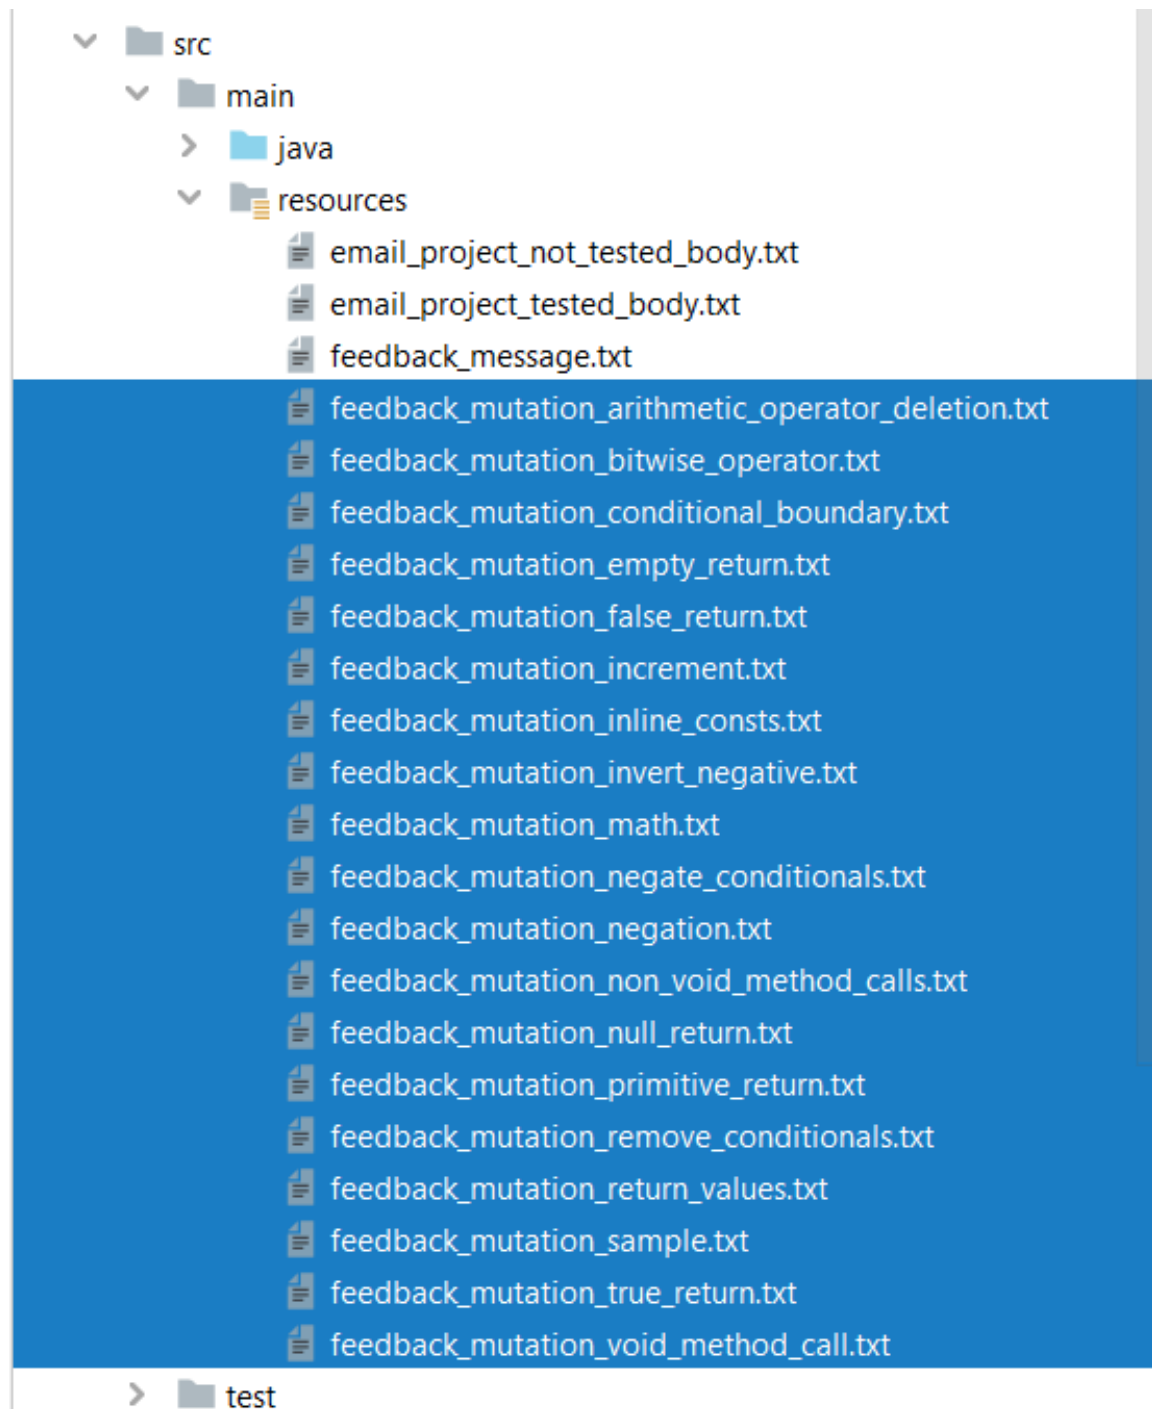 src
main
java
resources
email_project_not_tested_body.txt
email_project_tested_body.txt
feedback_message.txt
feedback_mutation_arithmetic_operator_deletion.txt
feedback_mutation_bitwise_operator.txt
feedback_mutation_conditional_boundary.txt
feedback_mutation_empty_return.txt
feedback_mutation_false_return.txt
feedback_mutation_increment.txt
feedback_mutation_inline_consts.txt
feedback_mutation_invert_negative.txt
feedback_mutation_math.txt
feedback_mutation_negate_conditionals.txt
feedback_mutation_negation.txt
feedback_mutation_non_void_method_calls.txt
feedback_mutation_null_return.txt
feedback_mutation_primitive_return.txt
feedback_mutation_remove_conditionals.txt
feedback_mutation_return_values.txt
feedback_mutation_sample.txt
feedback_mutation_true_return.txt
feedback_mutation_void_method_call.txt
test